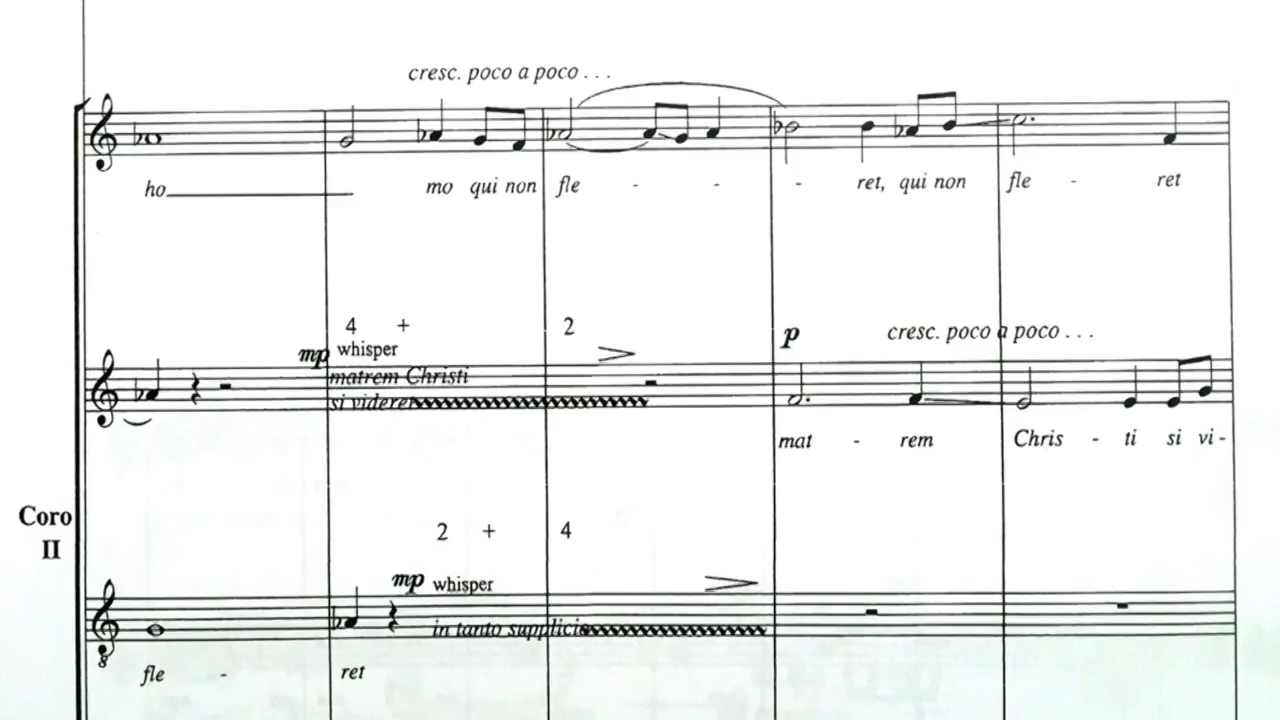 cresc. poco a poco . . .
ho mo qui non fle - - - ret, qui non fle - ret
4 + 2
p cresc. poco a poco . . .
mp whisper
matrem Christi
si videret
mat - rem Chris - ti si vi -
Coro
II
2 + 4
mp whisper
in tanto supplicio
8
fle - ret